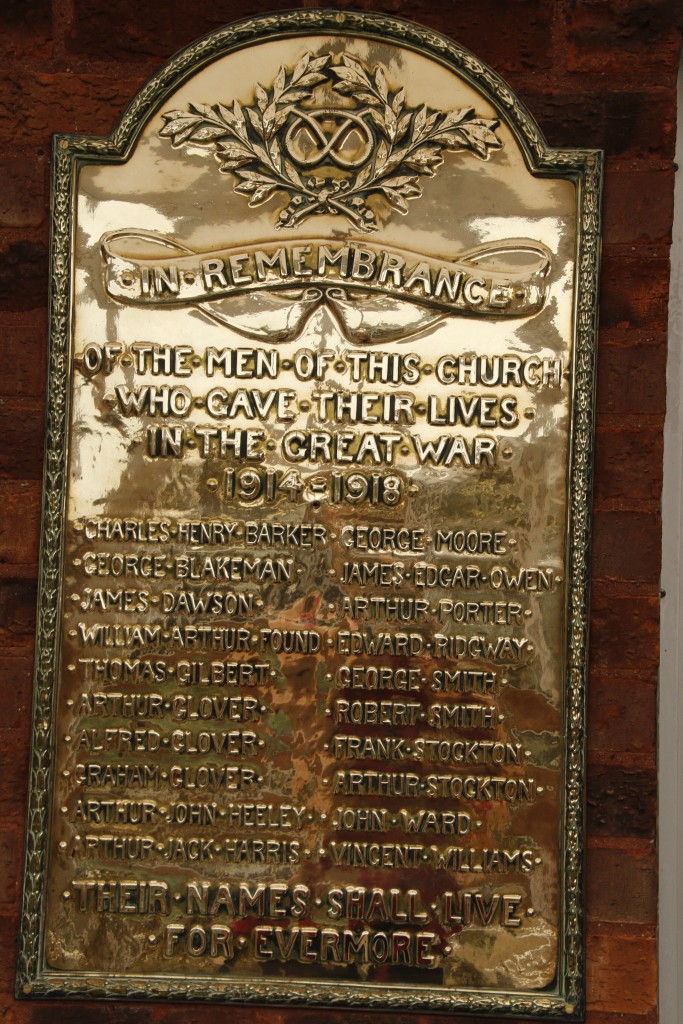 ·IN·REMEMBRANCE·
·OF·THE·MEN·OF·THIS·CHURCH
·WHO·GAVE·THEIR·LIVES·
·IN·THE·GREAT·WAR·
·1914-1918·
·CHARLES·HENRY·BARKER·GEORGE·MOORE·
·GEORGE·BLAKEMAN· ·JAMES·EDGAR·OWEN·
·JAMES·DAWSON· ·ARTHUR·PORTER·
·WILLIAM·ARTHUR·FOUND·EDWARD·RIDGWAY·
·THOMAS·GILBERT· ·GEORGE·SMITH·
·ARTHUR·GLOVER· ·ROBERT·SMITH·
·ALFRED·GLOVER· ·FRANK·STOCKTON·
·GRAHAM·GLOVER· ·ARTHUR·STOCKTON·
·ARTHUR·JOHN·HEELEY· ·JOHN·WARD·
·ARTHUR·JACK·HARRIS· ·VINCENT·WILLIAMS·
·THEIR·NAMES·SHALL·LIVE·
·FOR·EVERMORE·